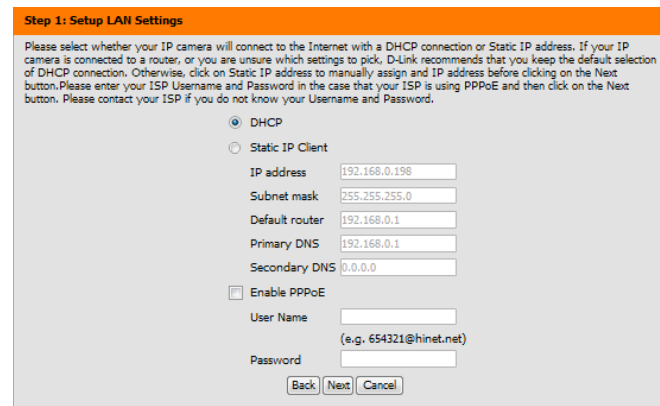 Step 1: Setup LAN Settings
Please select whether your IP camera will connect to the Internet with a DHCP connection or Static IP address. If your IP
camera is connected to a router, or you are unsure which settings to pick, D-Link recommends that you keep the default selection
of DHCP connection. Otherwise, click on Static IP address to manually assign and IP address before clicking on the Next
button.Please enter your ISP Username and Password in the case that your ISP is using PPPoE and then click on the Next
button. Please contact your ISP if you do not know your Username and Password.
DHCP
Static IP Client
IP address 192.168.0.198
Subnet mask 255.255.255.0
Default router 192.168.0.1
Primary DNS 192.168.0.1
Secondary DNS 0.0.0.0
Enable PPPoE
User Name
(e.g. 654321@hinet.net)
Password
Back Next Cancel